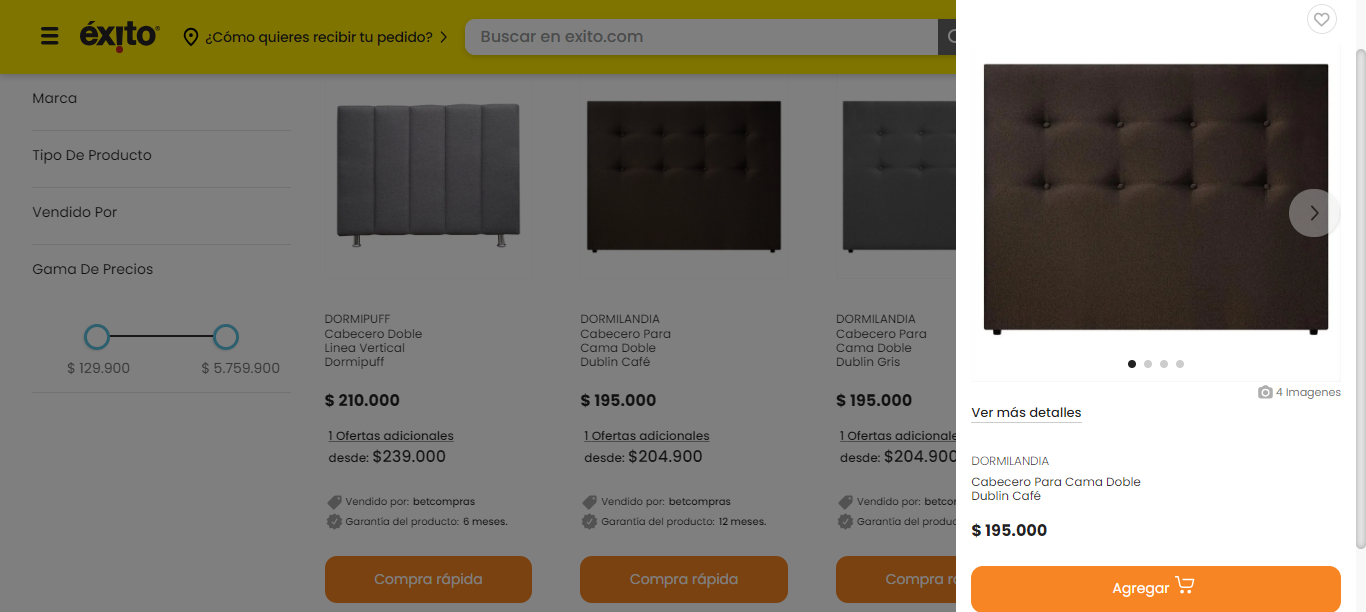 éxito
¿Cómo quieres recibir tu pedido?
Buscar en exito.com
Marca
Tipo De Producto
Vendido Por
Gama De Precios
$ 129.900
$ 5.759.900
DORMIPUFF
Cabecero Doble
Linea Vertical
Dormipuff
$ 210.000
1 Ofertas adicionales
desde: $239.000
Vendido por: betcompras
Garantía del producto: 6 meses.
Compra rápida
DORMILANDIA
Cabecero Para
Cama Doble
Dublin Café
$ 195.000
1 Ofertas adicionales
desde: $204.900
Vendido por: betcompras
Garantía del producto: 12 meses.
Compra rápida
DORMILANDIA
Cabecero Para
Cama Doble
Dublin Gris
$ 195.000
1 Ofertas adicionale
desde: $204.900
Vendido por: betcor
Garantía del produc
Compra r
4 Imagenes
Ver más detalles
DORMILANDIA
Cabecero Para Cama Doble
Dublin Café
$ 195.000
Agregar